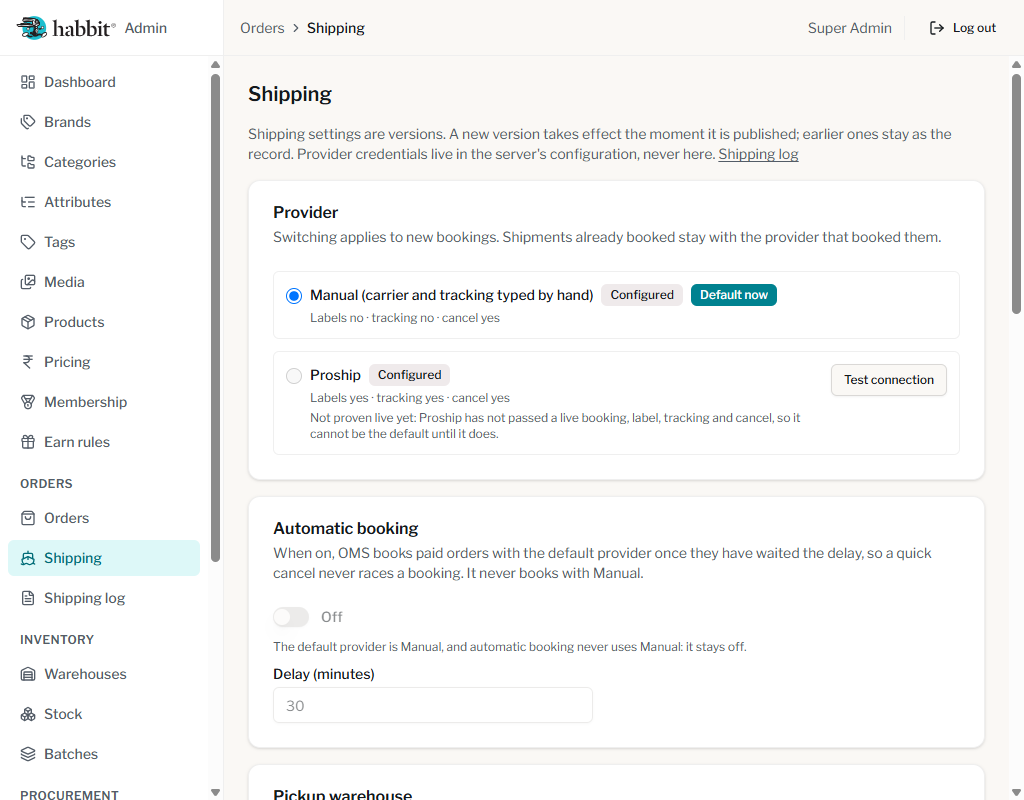 habbit® Admin
Orders > Shipping
Super Admin
Log out
Dashboard
Brands
Categories
Attributes
Tags
Media
Products
Pricing
Membership
Earn rules
ORDERS
Orders
Shipping
Shipping log
INVENTORY
Warehouses
Stock
Batches
PROCUREMENT
Shipping
Shipping settings are versions. A new version takes effect the moment it is published; earlier ones stay as the
record. Provider credentials live in the server's configuration, never here. Shipping log
Provider
Switching applies to new bookings. Shipments already booked stay with the provider that booked them.
Manual (carrier and tracking typed by hand) Configured Default now
Labels no · tracking no · cancel yes
Proship Configured
Test connection
Labels yes · tracking yes · cancel yes
Not proven live yet: Proship has not passed a live booking, label, tracking and cancel, so it
cannot be the default until it does.
Automatic booking
When on, OMS books paid orders with the default provider once they have waited the delay, so a quick
cancel never races a booking. It never books with Manual.
Off
The default provider is Manual, and automatic booking never uses Manual: it stays off.
Delay (minutes)
30
Pickup warehouse